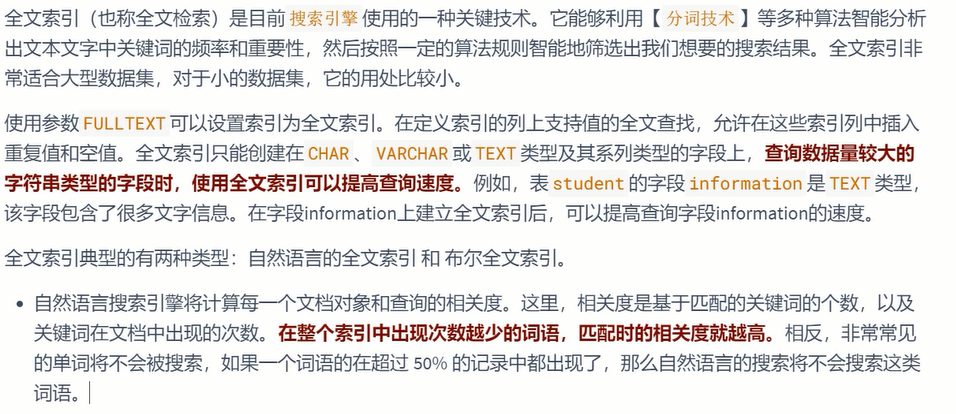 全文索引（也称全文检索）是目前 搜索引擎 使用的一种关键技术。它能够利用【 分词技术 】等多种算法智能分析
出文本文字中关键词的频率和重要性，然后按照一定的算法规则智能地筛选出我们想要的搜索结果。全文索引非
常适合大型数据集，对于小的数据集，它的用处比较小。
使用参数 FULLTEXT 可以设置索引为全文索引。在定义索引的列上支持值的全文查找，允许在这些索引列中插入
重复值和空值。全文索引只能创建在 CHAR 、 VARCHAR 或 TEXT 类型及其系列类型的字段上，查询数据量较大的
字符串类型的字段时，使用全文索引可以提高查询速度。例如，表 student 的字段 information 是 TEXT 类型，
该字段包含了很多文字信息。在字段information上建立全文索引后，可以提高查询字段information的速度。
全文索引典型的有两种类型：自然语言的全文索引 和 布尔全文索引。
• 自然语言搜索引擎将计算每一个文档对象和查询的相关度。这里，相关度是基于匹配的关键词的个数，以及
关键词在文档中出现的次数。在整个索引中出现次数越少的词语，匹配时的相关度就越高。相反，非常常见
的单词将不会被搜索，如果一个词语的在超过 50% 的记录中都出现了，那么自然语言的搜索将不会搜索这类
词语。